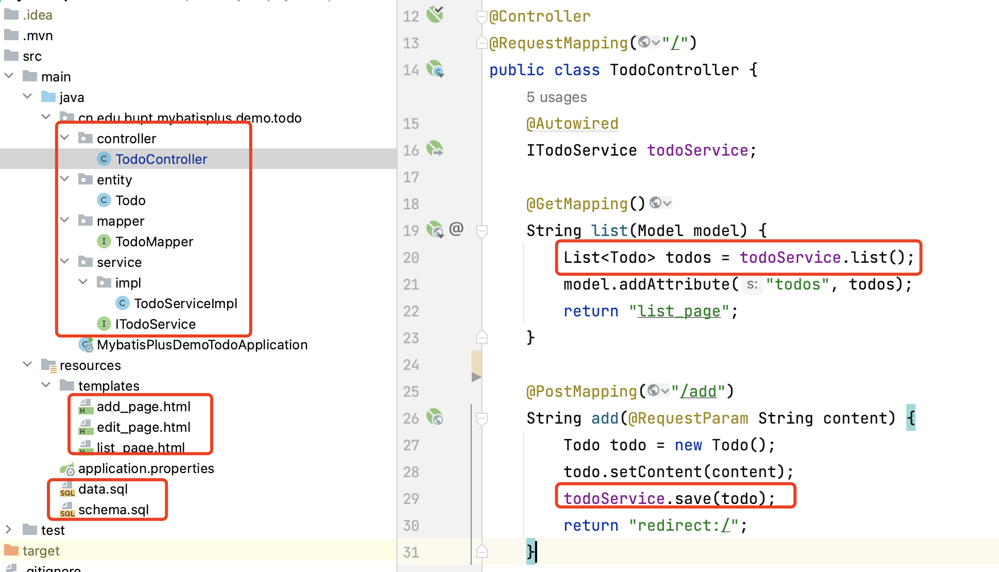 .idea
.mvn
src
main
java
cn.edu.bupt.mybatisplus.demo.todo
controller
C TodoController
entity
C Todo
mapper
I TodoMapper
service
impl
C TodoServiceImpl
I ITodoService
MybatisPlusDemoTodoApplication
resources
templates
H add_page.html
H edit_page.html
H list_page.html
application.properties
SQL data.sql
SQL schema.sql
test
target
.gitignore
12 @Controller
13 @RequestMapping("/")
14 public class TodoController {
5 usages
15 @Autowired
16 ITodoService todoService;
17
18 @GetMapping()
19 @ String list(Model model) {
20 List<Todo> todos = todoService.list();
21 model.addAttribute( s: "todos", todos);
22 return "list_page";
23 }
24
25 @PostMapping("/add")
26 String add(@RequestParam String content) {
27 Todo todo = new Todo();
28 todo.setContent(content);
29 todoService.save(todo);
30 return "redirect:/";
31 }